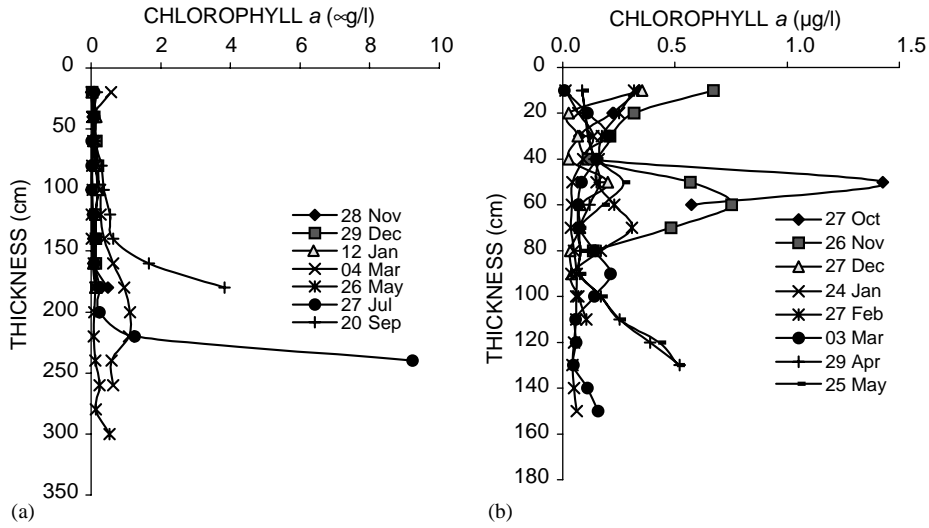 CHLOROPHYLL a (∝g/l)
0 2 4 6 8 10
0
50
100
150
200
250
300
350
THICKNESS (cm)
28 Nov
29 Dec
12 Jan
04 Mar
26 May
27 Jul
20 Sep
(a)
CHLOROPHYLL a (µg/l)
0.0 0.5 1.0 1.5
0
20
40
60
80
100
120
140
160
180
THICKNESS (cm)
27 Oct
26 Nov
27 Dec
24 Jan
27 Feb
03 Mar
29 Apr
25 May
(b)